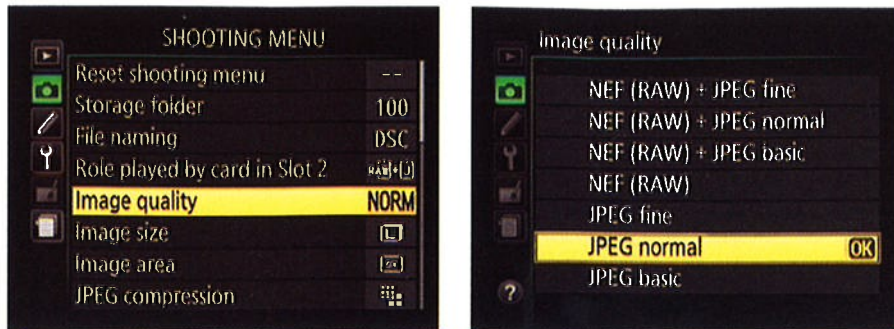 SHOOTING MENU
Reset shooting menu --
Storage folder 100
File naming DSC
Role played by card in Slot 2 RAW+J
Image quality NORM
Image size L
Image area
JPEG compression
Image quality
NEF (RAW) + JPEG fine
NEF (RAW) + JPEG normal
NEF (RAW) + JPEG basic
NEF (RAW)
JPEG fine
JPEG normal OK
JPEG basic
?